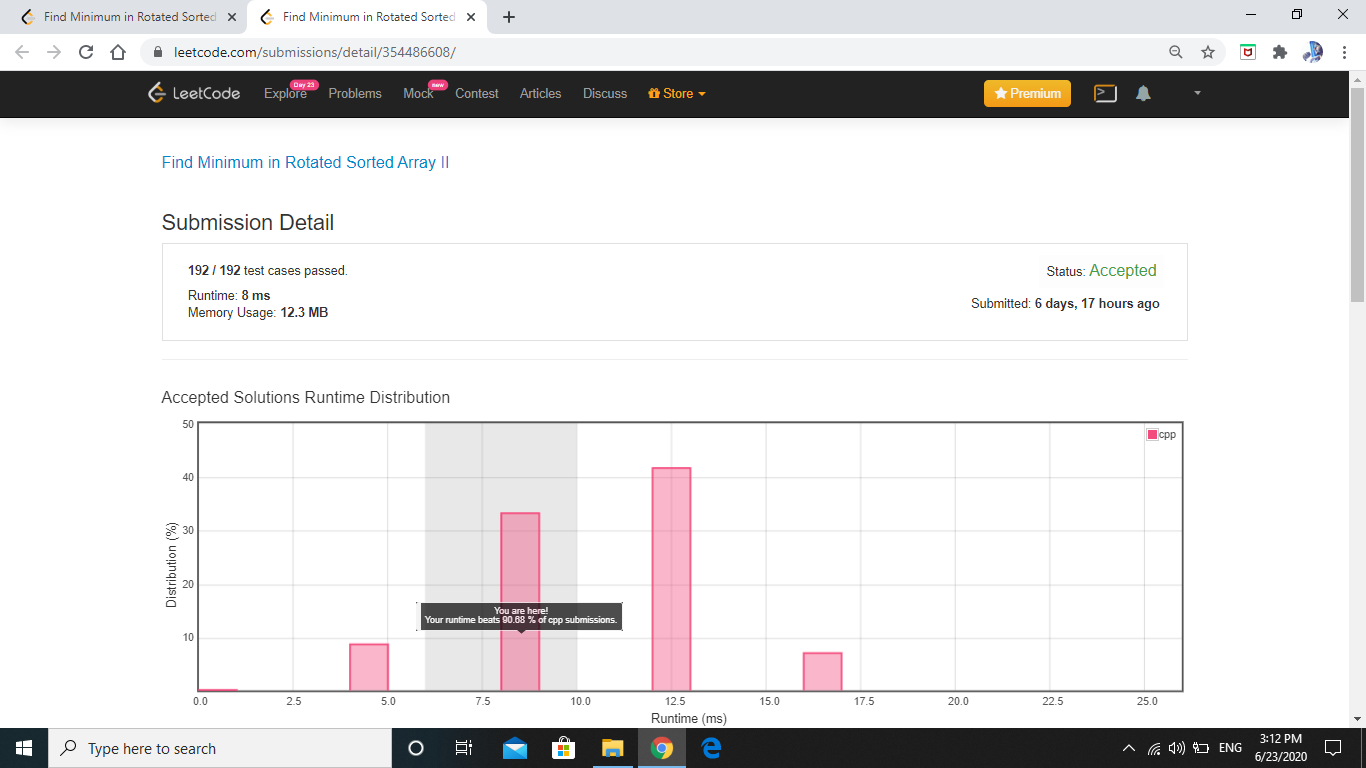 Find Minimum in Rotated Sorted
Find Minimum in Rotated Sorted
leetcode.com/submissions/detail/354486608/
LeetCode Explore Day 23 Problems Mock new Contest Articles Discuss Store Premium
Find Minimum in Rotated Sorted Array II
Submission Detail
192 / 192 test cases passed.
Status: Accepted
Runtime: 8 ms
Submitted: 6 days, 17 hours ago
Memory Usage: 12.3 MB
Accepted Solutions Runtime Distribution
cpp
50
40
30
20
10
Distribution (%)
You are here!
Your runtime beats 90.68 % of cpp submissions.
0.0 2.5 5.0 7.5 10.0 12.5 15.0 17.5 20.0 22.5 25.0
Runtime (ms)
Type here to search
ENG
3:12 PM
6/23/2020